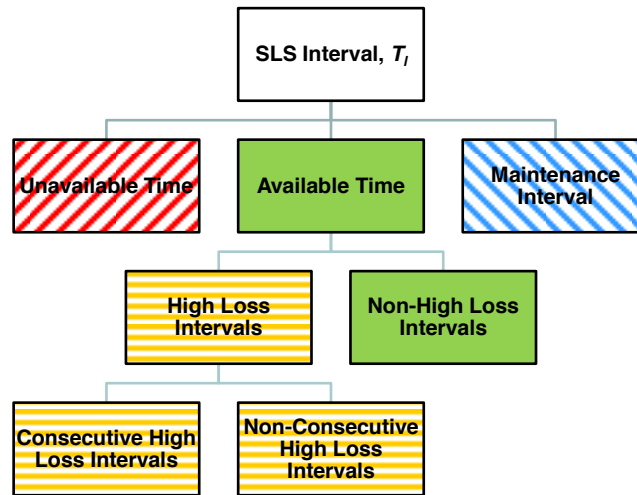 SLS Interval, T_I
Unavailable Time
Available Time
Maintenance
Interval
High Loss
Intervals
Non-High Loss
Intervals
Consecutive High
Loss Intervals
Non-Consecutive
High Loss
Intervals